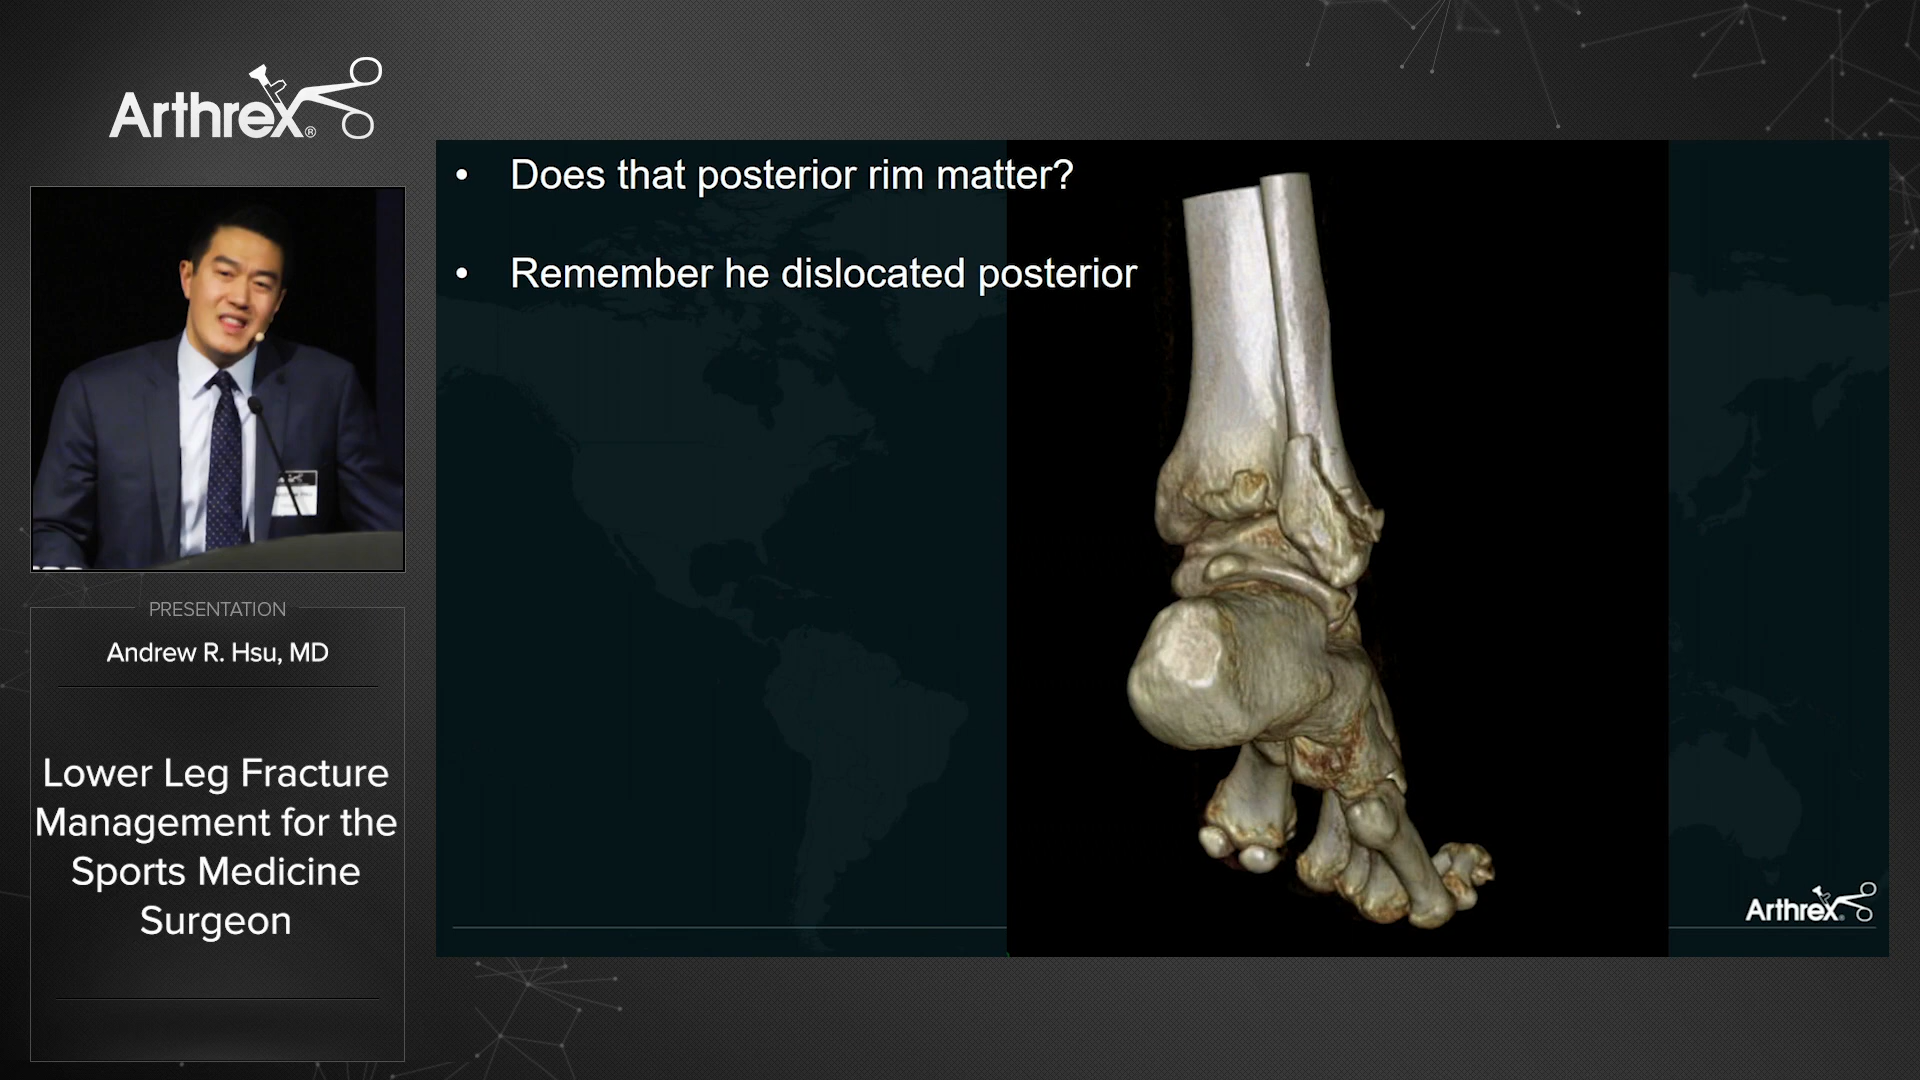 Arthrex®
PRESENTATION
Andrew R. Hsu, MD
Lower Leg Fracture
Management for the
Sports Medicine
Surgeon
• Does that posterior rim matter?
• Remember he dislocated posterior
Arthrex